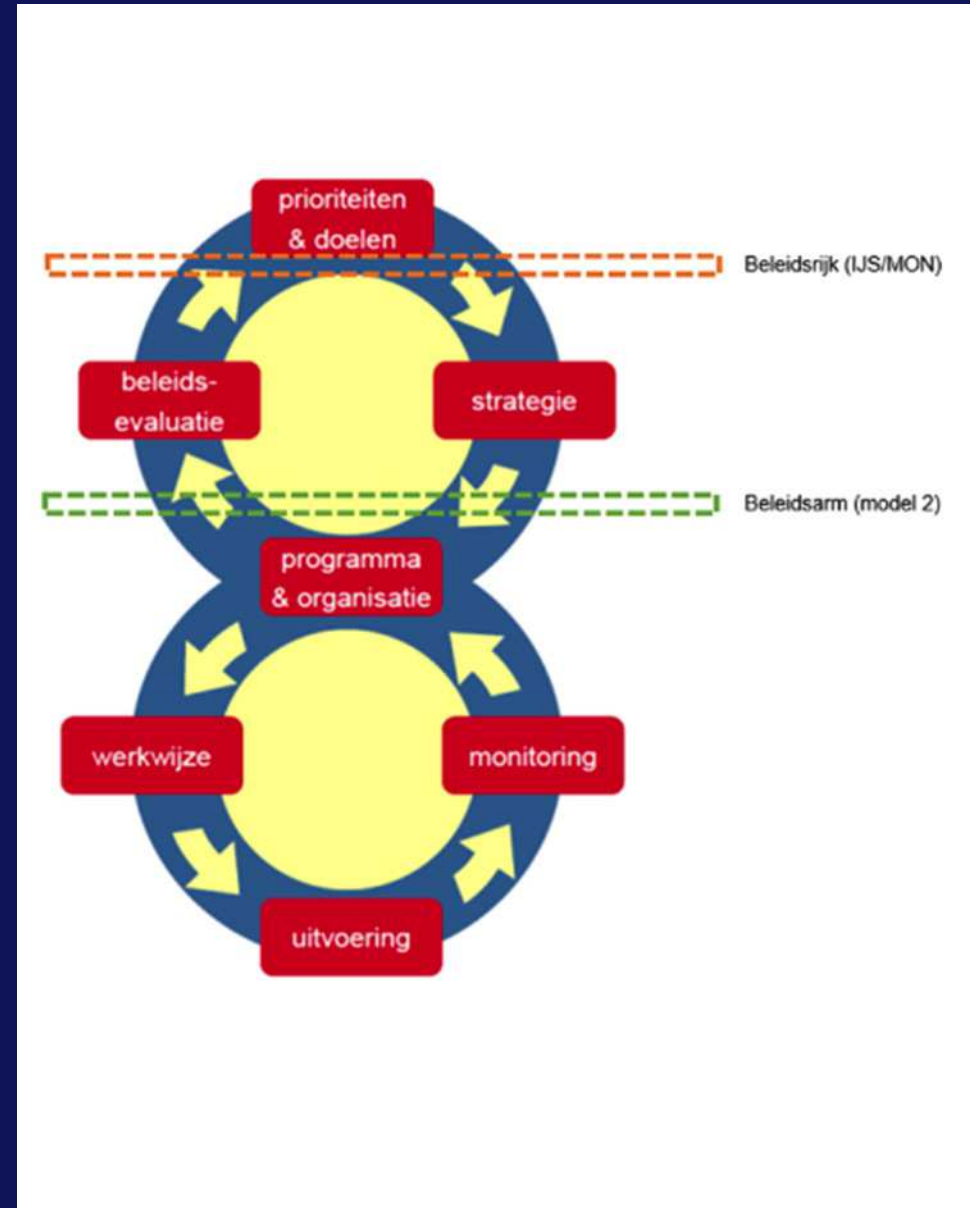 prioriteiten
& doelen
Beleidsrijk (IJS/MON)
beleids-
evaluatie
strategie
Beleidsarm (model 2)
programma
& organisatie
werkwijze
monitoring
uitvoering